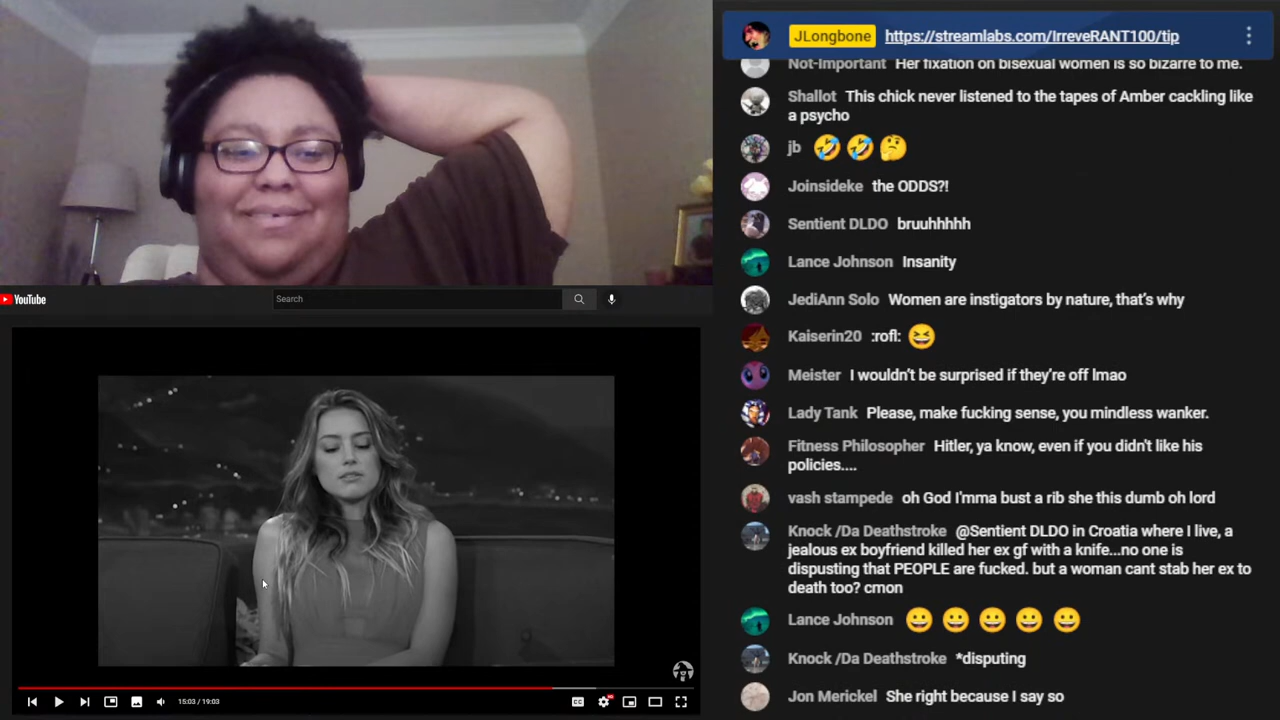 JLongbone https://streamlabs.com/IrreveRANT100/tip
Not-Important Her fixation on bisexual women is so bizarre to me.
Shallot This chick never listened to the tapes of Amber cackling like
a psycho
jb
Joinsideke the ODDS?!
Sentient DLDO bruuhhhhh
Lance Johnson Insanity
JediAnn Solo Women are instigators by nature, that's why
Kaiserin20 :rofl:
Meister I wouldn't be surprised if they're off lmao
Lady Tank Please, make fucking sense, you mindless wanker.
Fitness Philosopher Hitler, ya know, even if you didn't like his
policies....
vash stampede oh God I'mma bust a rib she this dumb oh lord
Knock /Da Deathstroke @Sentient DLDO in Croatia where I live, a
jealous ex boyfriend killed her ex gf with a knife...no one is
dispusting that PEOPLE are fucked. but a woman cant stab her ex to
death too? cmon
Lance Johnson
Knock /Da Deathstroke *disputing
Jon Merickel She right because I say so
YouTube
Search
15:03 / 19:03
CC
HD